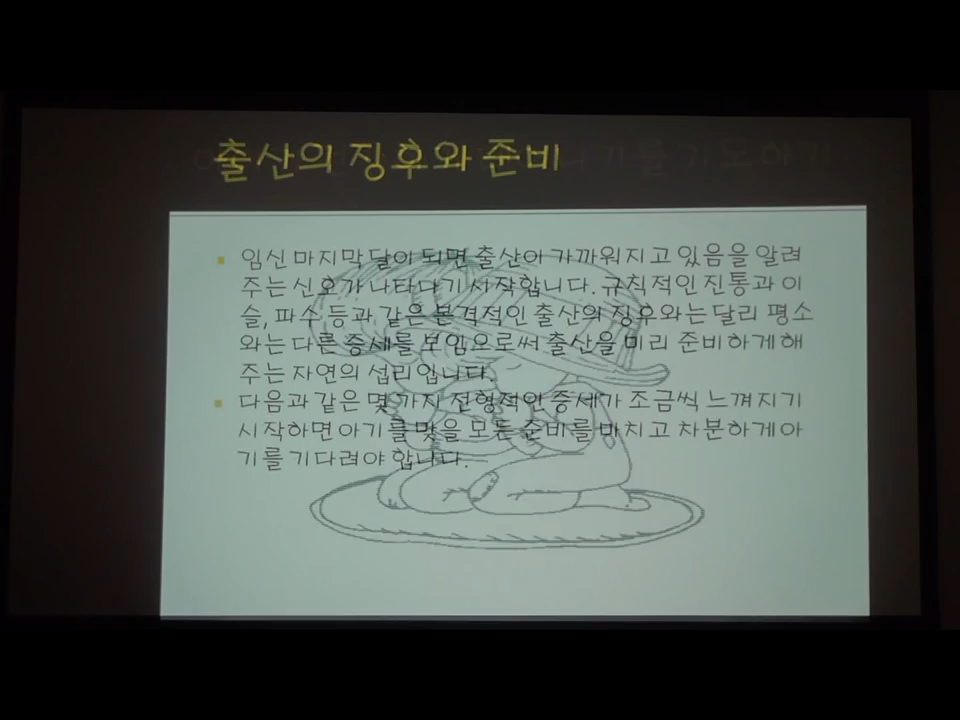 출산의 징후와 준비
임신 마지막 달이 되면 출산이 가까워지고 있음을 알려
주는 신호가 나타나기 시작합니다. 규칙적인 진통과 이
슬, 파수 등과 같은 본격적인 출산의 징후와는 달리 평소
와는 다른 증세를 보임으로써 출산을 미리 준비하게 해
주는 자연의 섭리입니다.
다음과 같은 몇 가지 전형적인 증세가 조금씩 느껴지기
시작하면 아기를 맞을 모든 준비를 마치고 차분하게 아
기를 기다려야 합니다.